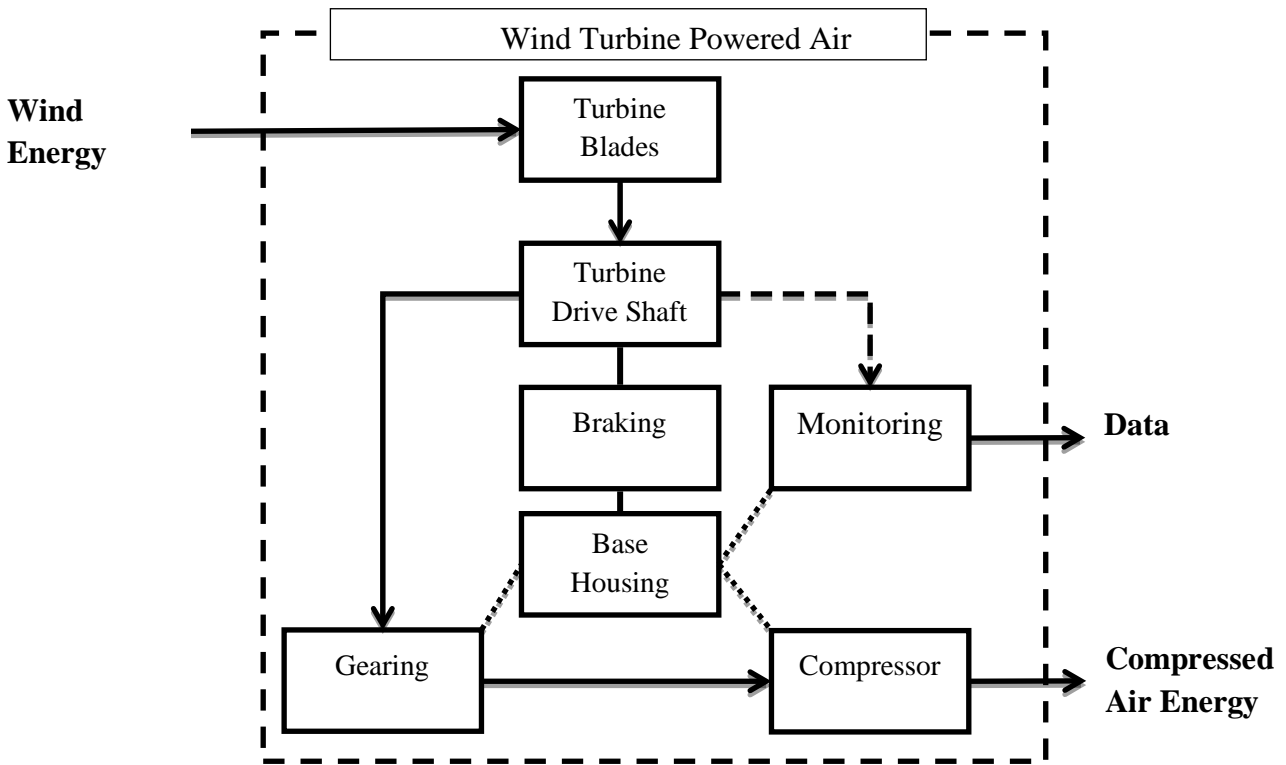 Wind Turbine Powered Air
Wind
Energy
Turbine
Blades
Turbine
Drive Shaft
Braking
Monitoring
Data
Base
Housing
Gearing
Compressor
Compressed
Air Energy